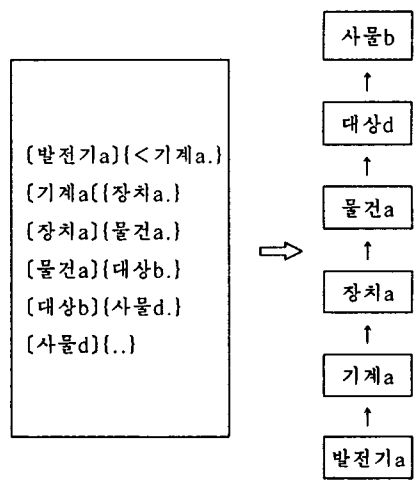 [발전기a]{<기계a.}
[기계a[{장치a.}
[장치a]{물건a.}
[물건a]{대상b.}
[대상b]{사물d.}
[사물d]{..}
사물b
대상d
물건a
장치a
기계a
발전기a